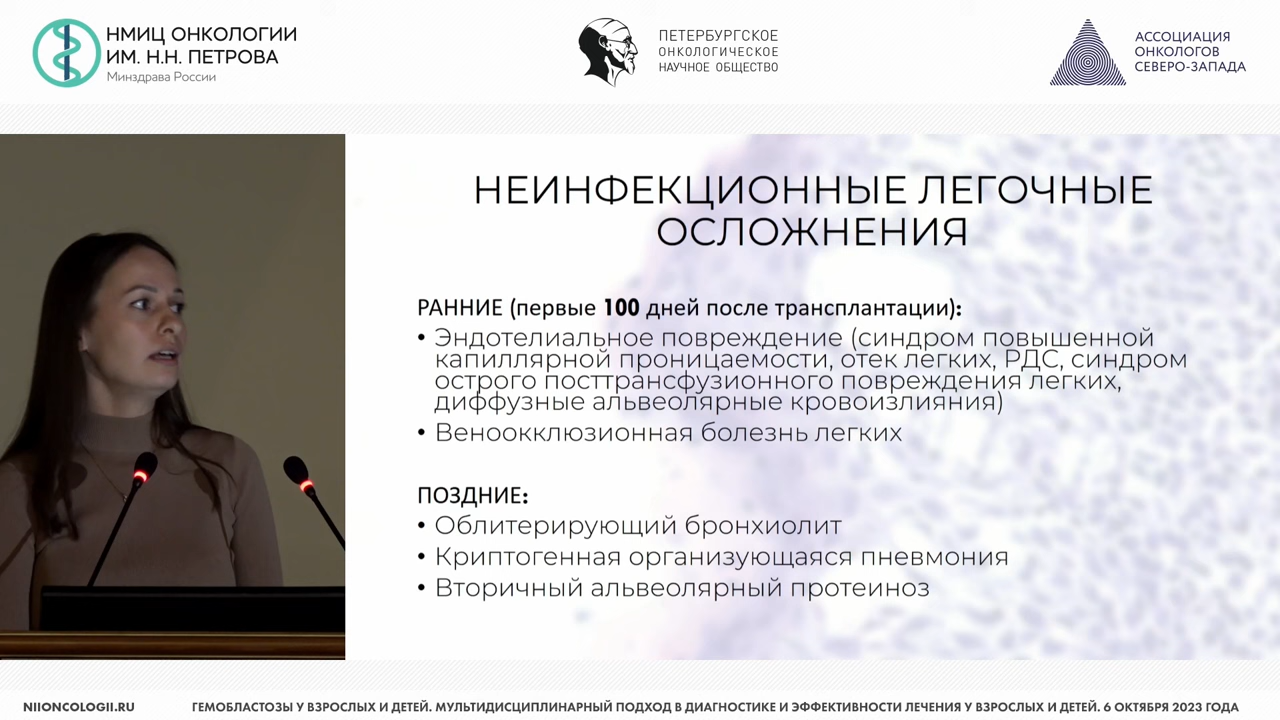 НМИЦ ОНКОЛОГИИ
ИМ. Н.Н. ПЕТРОВА
Минздрава России
ПЕТЕРБУРГСКОЕ
ОНКОЛОГИЧЕСКОЕ
НАУЧНОЕ ОБЩЕСТВО
АССОЦИАЦИЯ
ОНКОЛОГОВ
СЕВЕРО-ЗАПАДА
НЕИНФЕКЦИОННЫЕ ЛЕГОЧНЫЕ
ОСЛОЖНЕНИЯ
РАННИЕ (первые 100 дней после трансплантации):
• Эндотелиальное повреждение (синдром повышенной
капиллярной проницаемости, отек легких, РДС, синдром
острого посттрансфузионного повреждения легких,
диффузные альвеолярные кровоизлияния)
• Веноокклюзионная болезнь легких
ПОЗДНИЕ:
• Облитерирующий бронхиолит
• Криптогенная организующаяся пневмония
• Вторичный альвеолярный протеиноз
NIIONCOLOGII.RU
ГЕМОБЛАСТОЗЫ У ВЗРОСЛЫХ И ДЕТЕЙ. МУЛЬТИДИСЦИПЛИНАРНЫЙ ПОДХОД В ДИАГНОСТИКЕ И ЭФФЕКТИВНОСТИ ЛЕЧЕНИЯ У ВЗРОСЛЫХ И ДЕТЕЙ. 6 ОКТЯБРЯ 2023 ГОДА